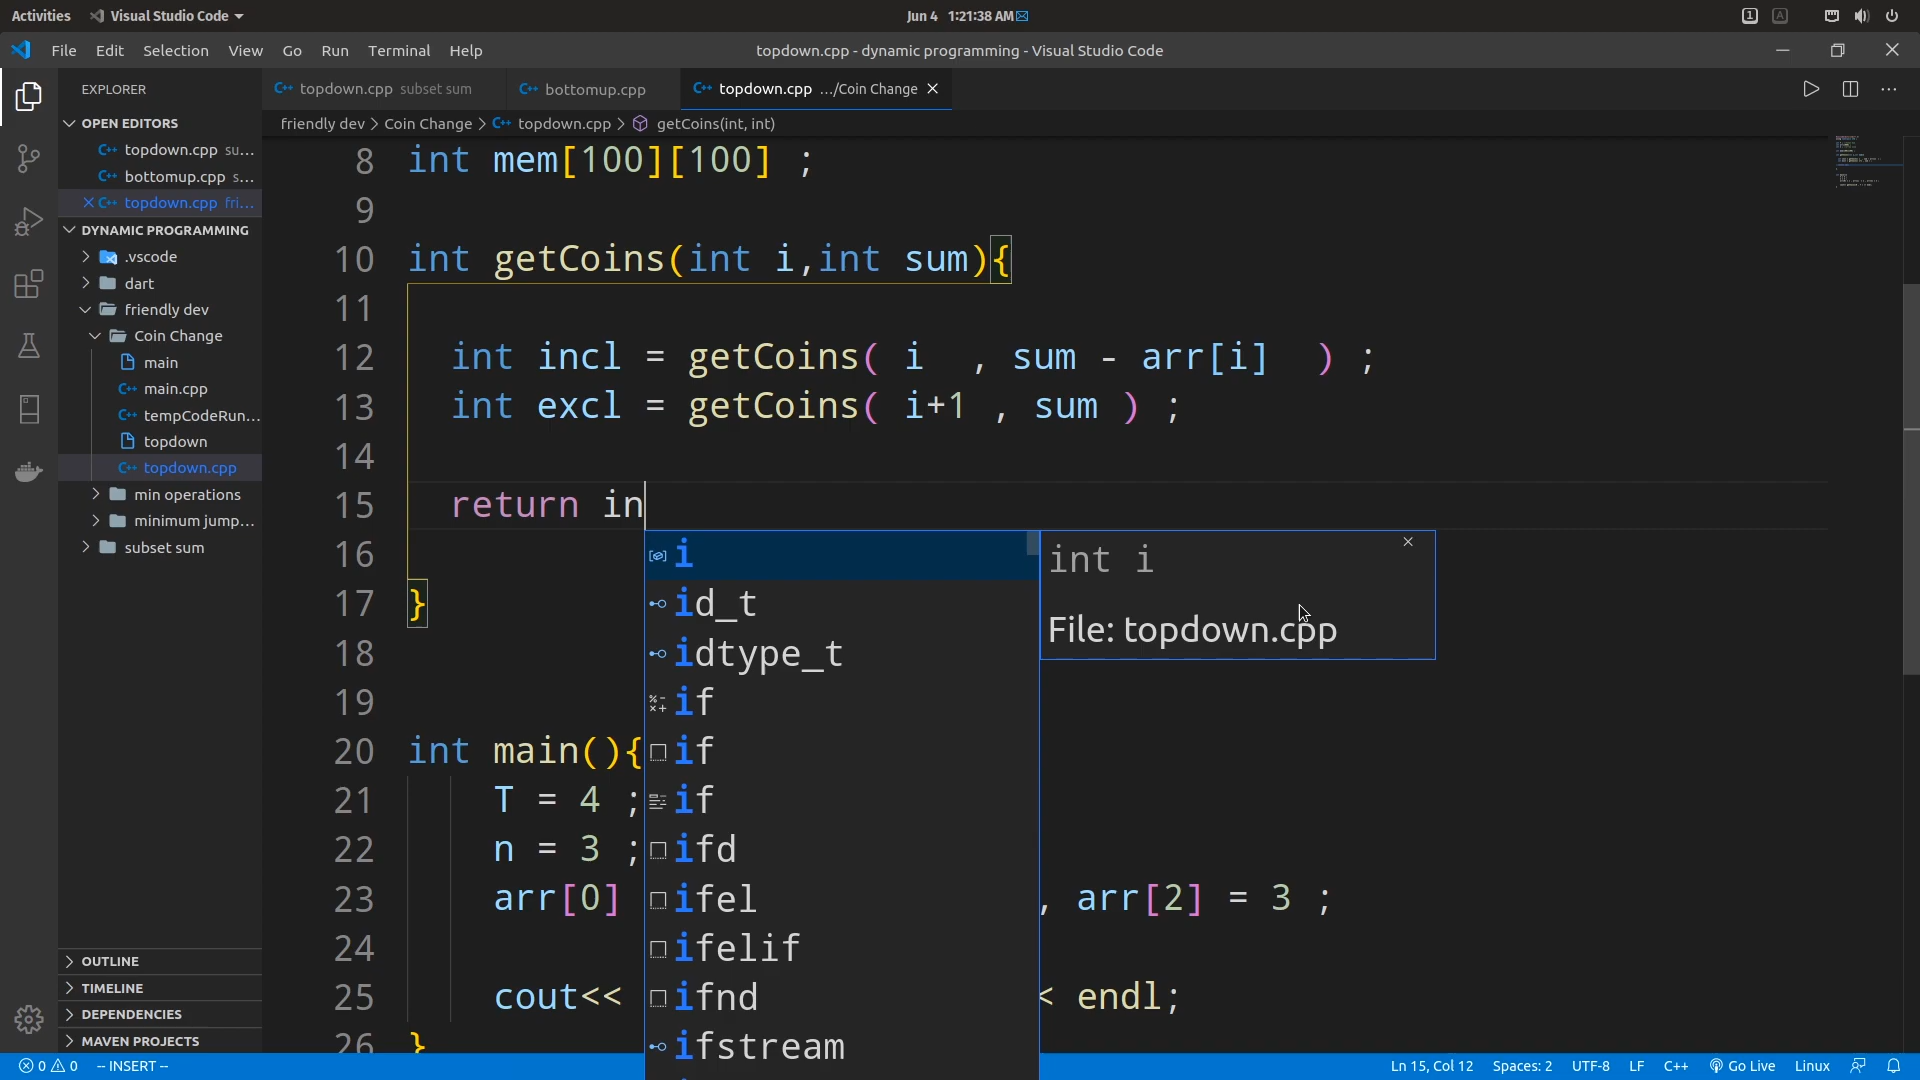 Activities Visual Studio Code Jun 4 1:21:38 AM 1 A
File Edit Selection View Go Run Terminal Help topdown.cpp - dynamic programming - Visual Studio Code
EXPLORER
OPEN EDITORS
C++ topdown.cpp su...
C++ bottomup.cpp s...
C++ topdown.cpp fri...
DYNAMIC PROGRAMMING
.vscode
dart
friendly dev
Coin Change
main
C++ main.cpp
C++ tempCodeRun...
topdown
C++ topdown.cpp
min operations
minimum jump...
subset sum
OUTLINE
TIMELINE
DEPENDENCIES
MAVEN PROJECTS
C++ topdown.cpp subset sum C++ bottomup.cpp C++ topdown.cpp .../Coin Change
friendly dev > Coin Change > C++ topdown.cpp > getCoins(int, int)
8 int mem[100][100] ;
9
10 int getCoins(int i,int sum){
11
12 int incl = getCoins( i , sum - arr[i] ) ;
13 int excl = getCoins( i+1 , sum ) ;
14
15 return in
16
17 }
18
19
20 int main(){
21 T = 4 ;
22 n = 3 ;
23 arr[0] , arr[2] = 3 ;
24
25 cout<< < endl;
26 }
i
id_t
idtype_t
if
if
if
ifd
ifel
ifelif
ifnd
ifstream
int i
File: topdown.cpp
0 0 -- INSERT -- Ln 15, Col 12 Spaces: 2 UTF-8 LF C++ Go Live Linux